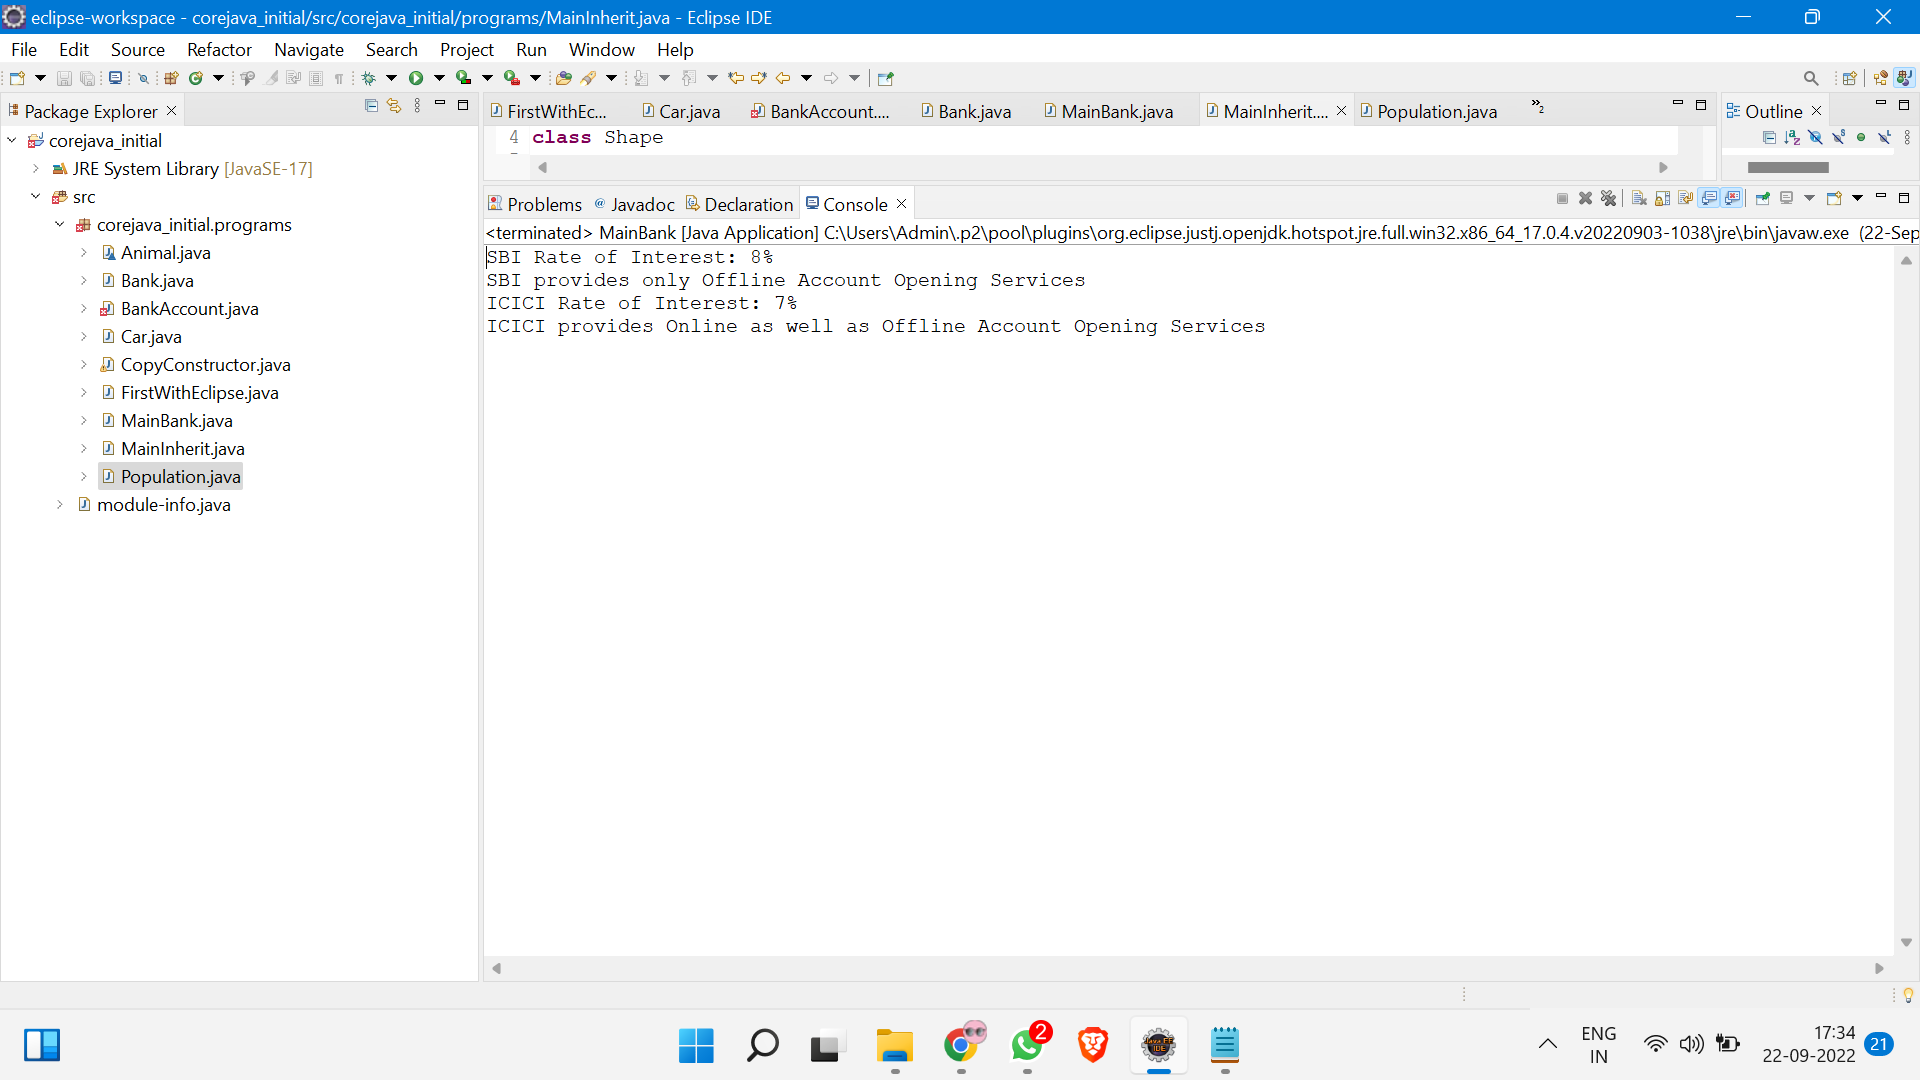 eclipse-workspace - corejava_initial/src/corejava_initial/programs/MainInherit.java - Eclipse IDE
File Edit Source Refactor Navigate Search Project Run Window Help
Package Explorer
corejava_initial
JRE System Library [JavaSE-17]
src
corejava_initial.programs
Animal.java
Bank.java
BankAccount.java
Car.java
CopyConstructor.java
FirstWithEclipse.java
MainBank.java
MainInherit.java
Population.java
module-info.java
FirstWithEc... Car.java BankAccount.... Bank.java MainBank.java MainInherit.... Population.java »2
4 class Shape
Outline
Problems @ Javadoc Declaration Console
<terminated> MainBank [Java Application] C:\Users\Admin\.p2\pool\plugins\org.eclipse.justj.openjdk.hotspot.jre.full.win32.x86_64_17.0.4.v20220903-1038\jre\bin\javaw.exe (22-Sep
SBI Rate of Interest: 8%
SBI provides only Offline Account Opening Services
ICICI Rate of Interest: 7%
ICICI provides Online as well as Offline Account Opening Services
2
Java EE
IDE
ENG
IN
17:34
22-09-2022
21